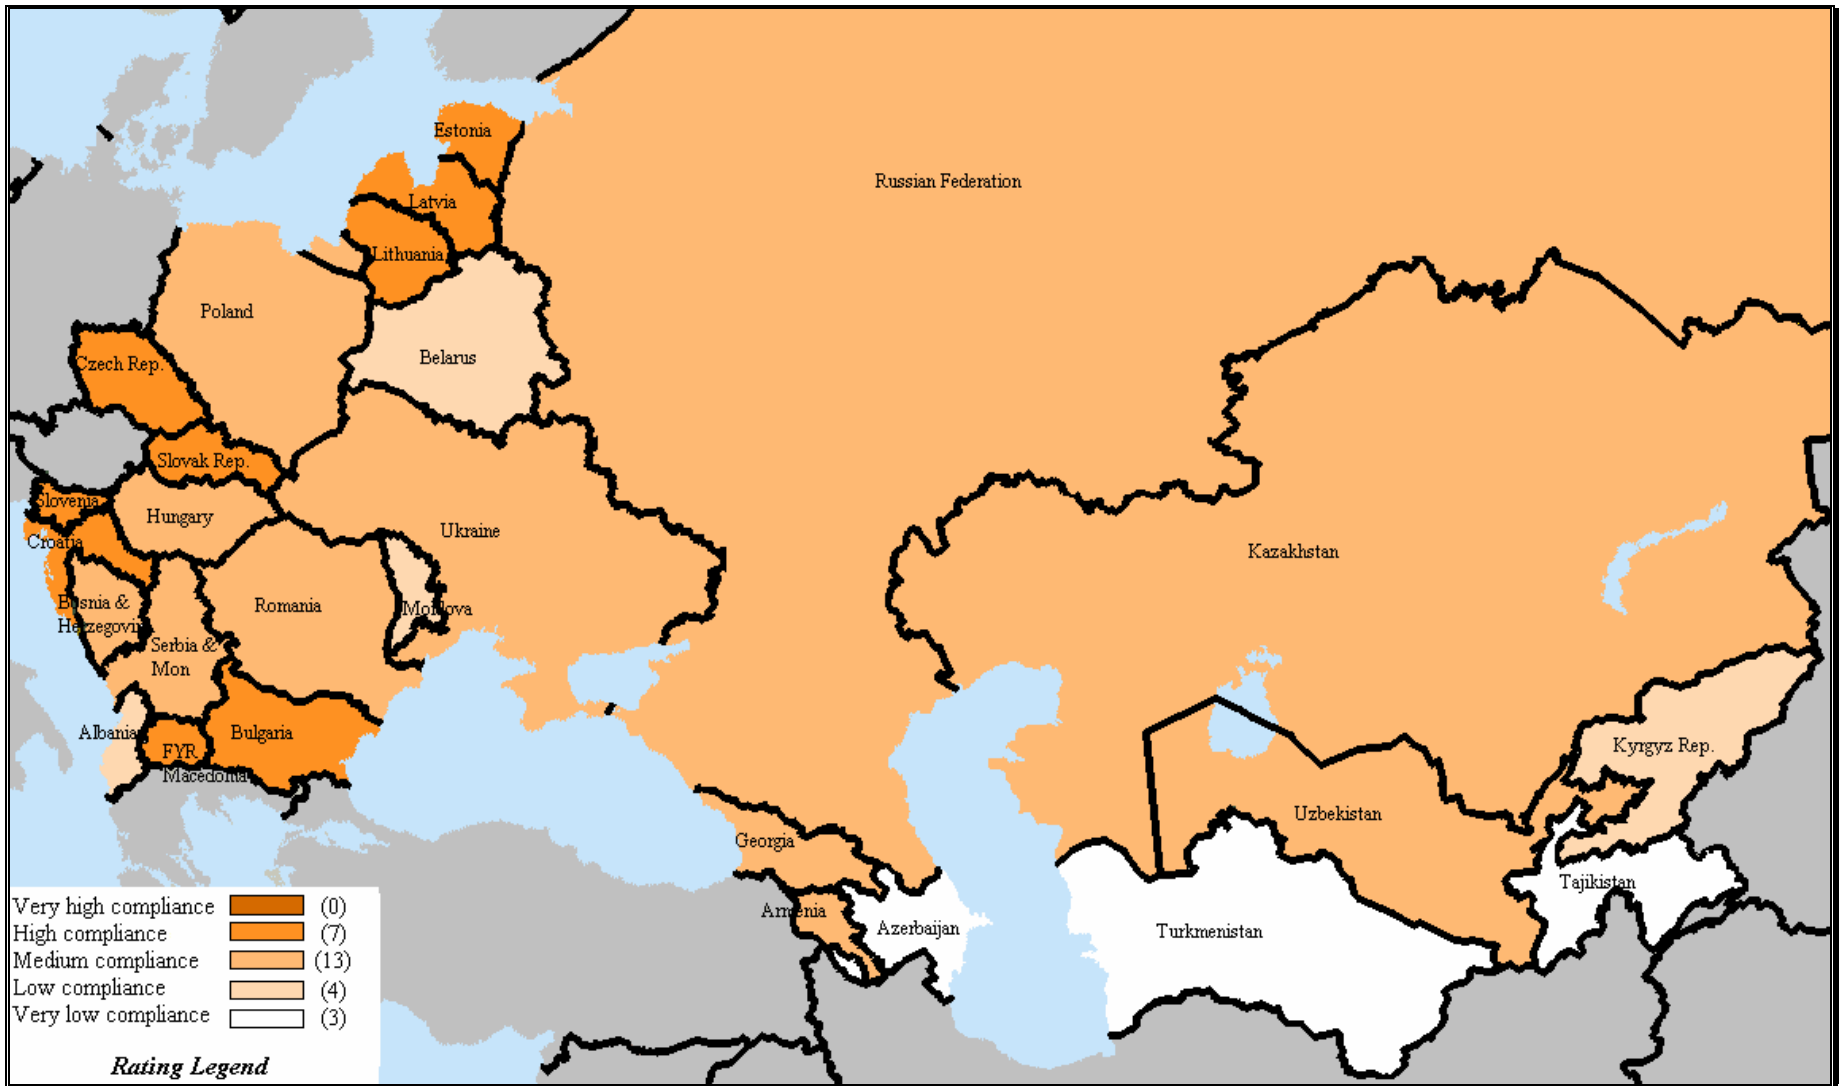 Estonia
Russian Federation
Latvia
Lithuania
Poland
Belarus
Czech Rep.
Slovak Rep.
Slovenia
Hungary
Ukraine
Croatia
Kazakhstan
Bosnia &
Herzegovin
Romania
Moldova
Serbia &
Mon
Albania
Bulgaria
FYR
Macedonia
Kyrgyz Rep.
Georgia
Uzbekistan
Armenia
Azerbaijan
Turkmenistan
Tajikistan
Very high compliance (0)
High compliance (7)
Medium compliance (13)
Low compliance (4)
Very low compliance (3)
Rating Legend